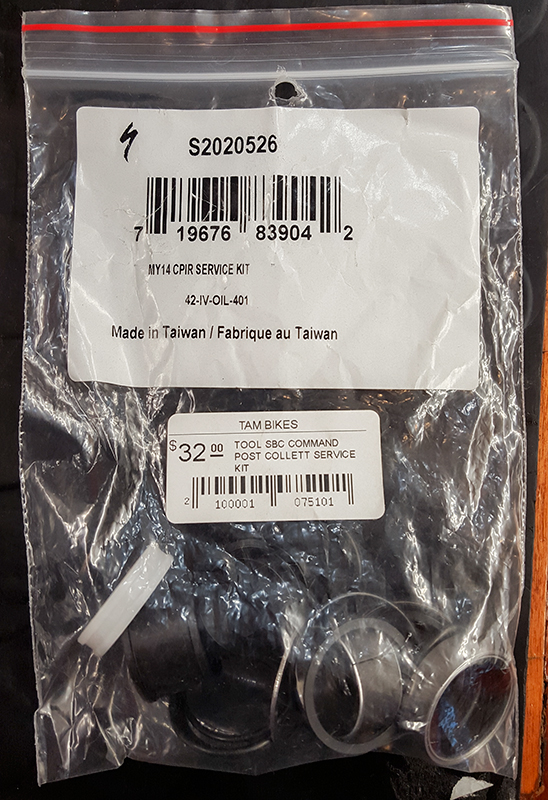 S2020526
7 19676 83904 2
MY14 CPIR SERVICE KIT
42-IV-OIL-401
Made in Taiwan / Fabrique au Taiwan
TAM BIKES
$32.00 TOOL SBC COMMAND
POST COLLETT SERVICE
KIT
2 100001 075101